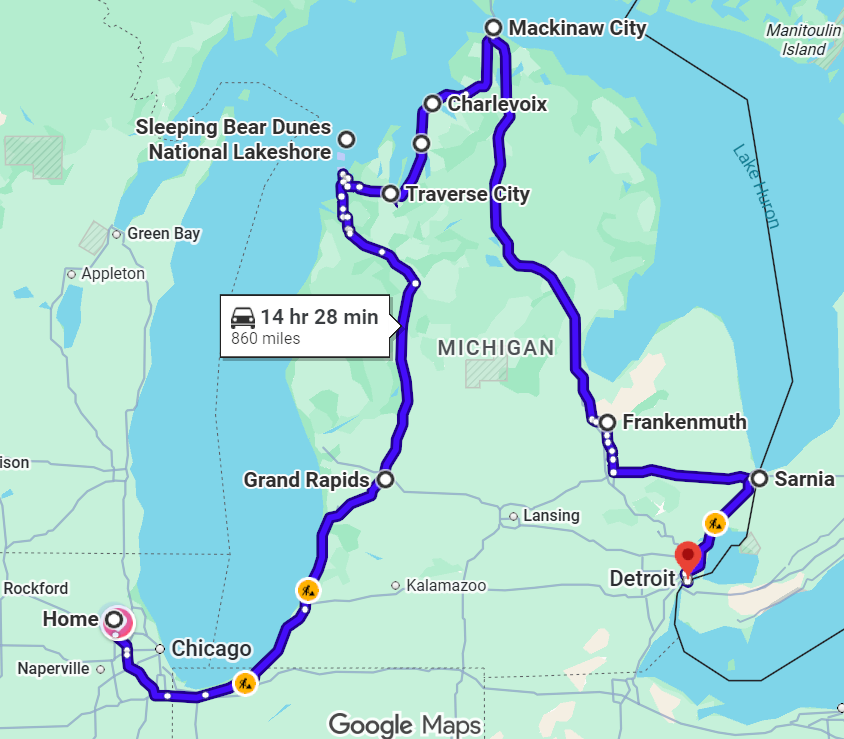 Mackinaw City
Manitoulin
Island
Charlevoix
Sleeping Bear Dunes
National Lakeshore
Lake Huron
Traverse City
Green Bay
Appleton
14 hr 28 min
860 miles
MICHIGAN
Frankenmuth
ison
Grand Rapids
Sarnia
Lansing
Detroit
Rockford
Kalamazoo
Home
Chicago
Naperville
Google Maps